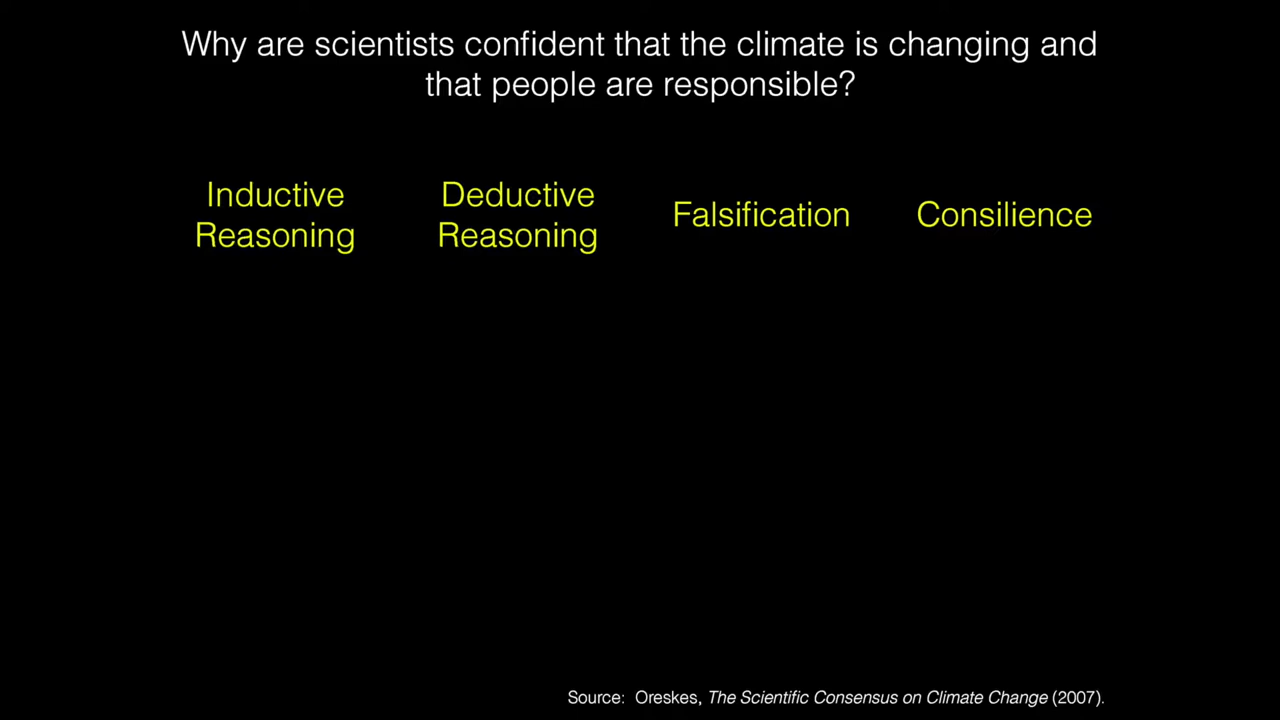 Why are scientists confident that the climate is changing and
that people are responsible?
Inductive
Reasoning
Deductive
Reasoning
Falsification
Consilience
Source: Oreskes, The Scientific Consensus on Climate Change (2007).